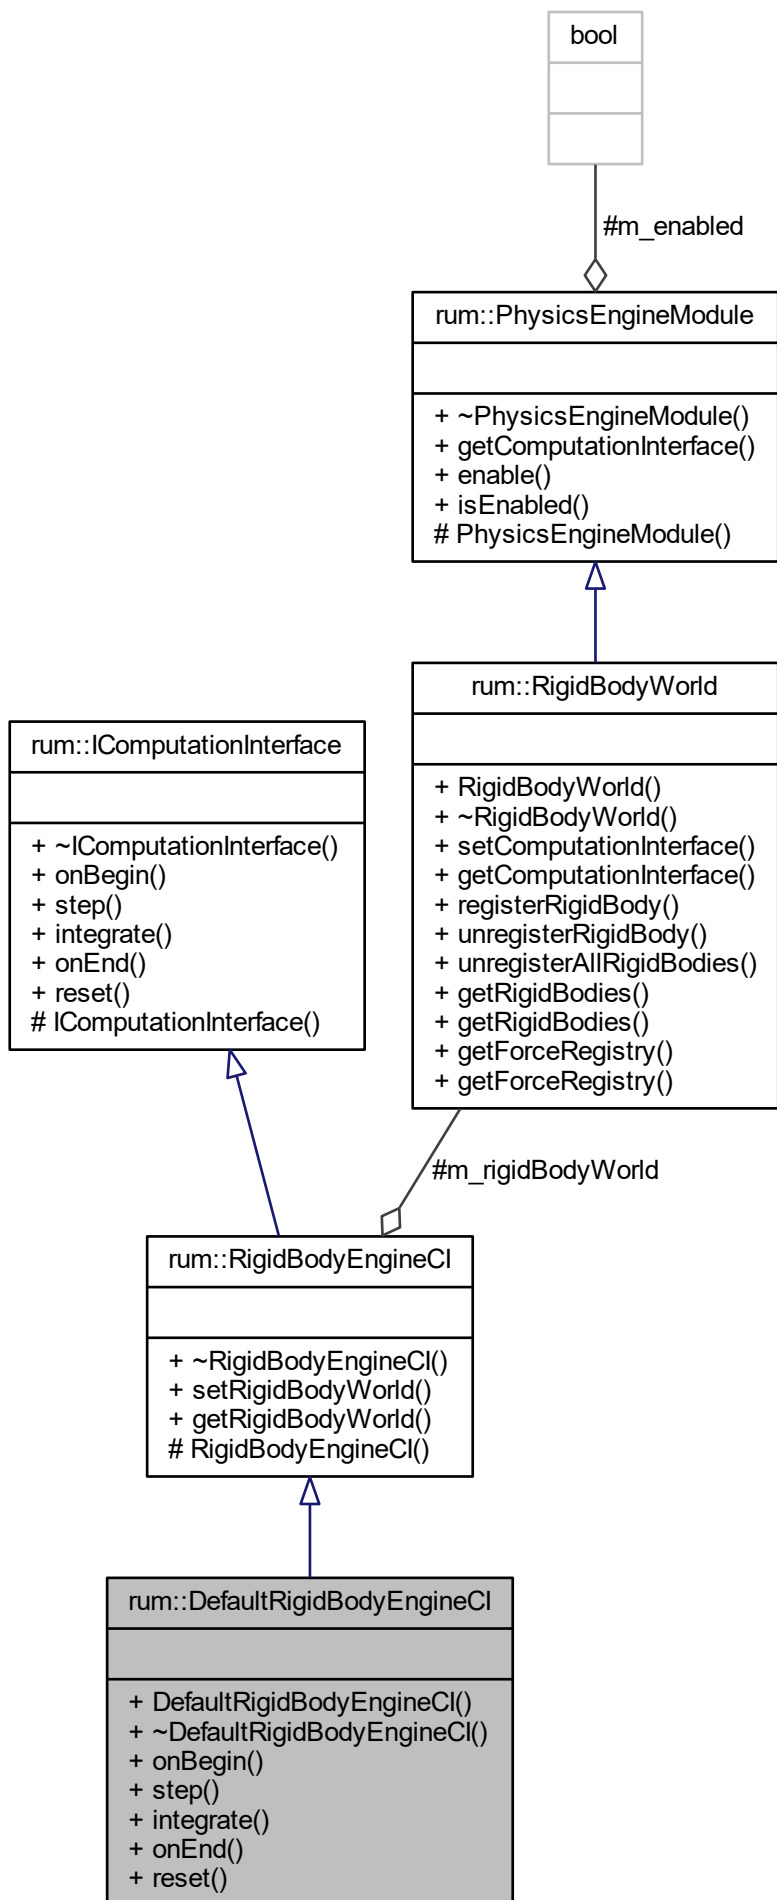 bool
#m_enabled
rum::PhysicsEngineModule
+ ~PhysicsEngineModule()
+ getComputationInterface()
+ enable()
+ isEnabled()
# PhysicsEngineModule()
rum::RigidBodyWorld
+ RigidBodyWorld()
+ ~RigidBodyWorld()
+ setComputationInterface()
+ getComputationInterface()
+ registerRigidBody()
+ unregisterRigidBody()
+ unregisterAllRigidBodies()
+ getRigidBodies()
+ getRigidBodies()
+ getForceRegistry()
+ getForceRegistry()
rum::IComputationInterface
+ ~IComputationInterface()
+ onBegin()
+ step()
+ integrate()
+ onEnd()
+ reset()
# IComputationInterface()
#m_rigidBodyWorld
rum::RigidBodyEngineCI
+ ~RigidBodyEngineCI()
+ setRigidBodyWorld()
+ getRigidBodyWorld()
# RigidBodyEngineCI()
rum::DefaultRigidBodyEngineCI
+ DefaultRigidBodyEngineCI()
+ ~DefaultRigidBodyEngineCI()
+ onBegin()
+ step()
+ integrate()
+ onEnd()
+ reset()